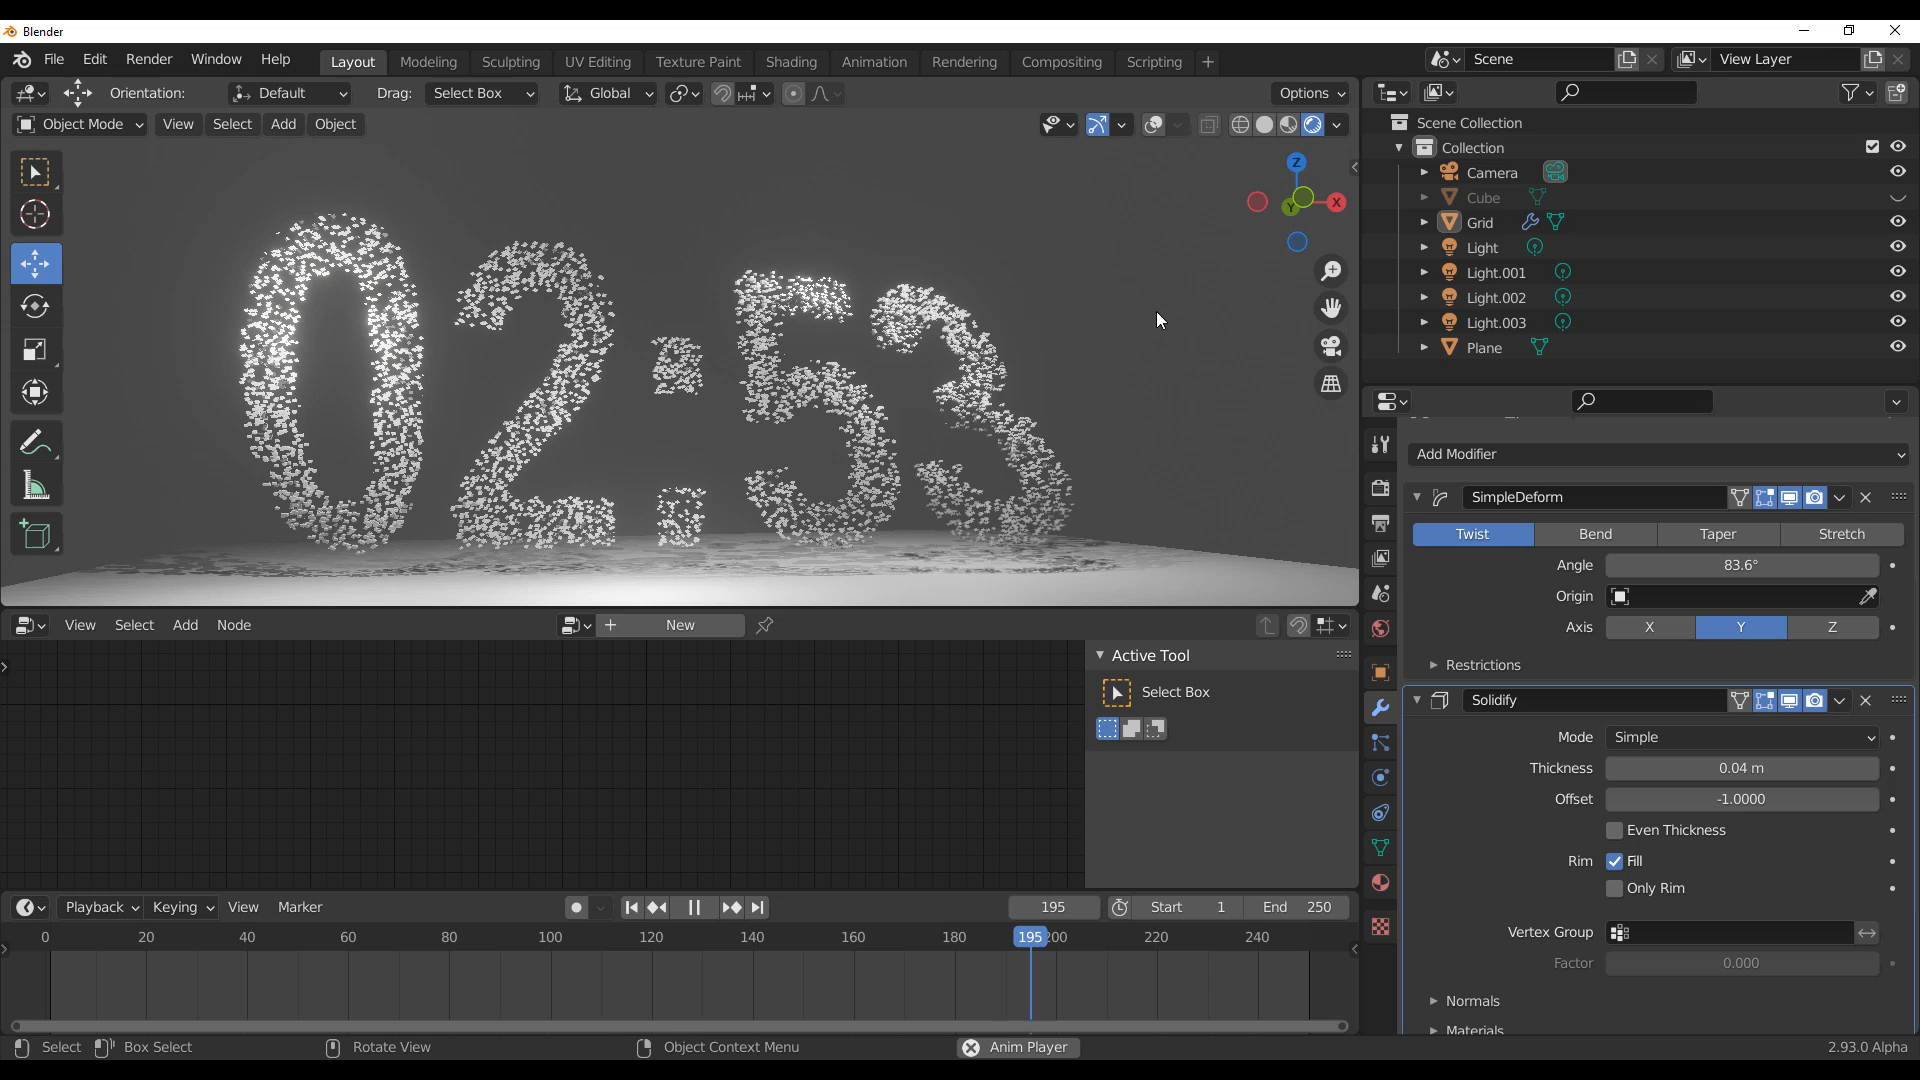 Blender
File Edit Render Window Help Layout Modeling Sculpting UV Editing Texture Paint Shading Animation Rendering Compositing Scripting + Scene View Layer
Orientation: Default Drag: Select Box Global Options
Object Mode View Select Add Object
Scene Collection
Collection
Camera
Cube
Grid
Light
Light.001
Light.002
Light.003
Plane
Z
Y
X
02:53
Add Modifier
SimpleDeform
Twist Bend Taper Stretch
Angle 83.6°
Origin
Axis X Y Z
Restrictions
Solidify
Mode Simple
Thickness 0.04 m
Offset -1.0000
Even Thickness
Rim Fill
Only Rim
Vertex Group
Factor 0.000
Normals
Materials
View Select Add Node + New
Active Tool
Select Box
Playback Keying View Marker 195 Start 1 End 250
0 20 40 60 80 100 120 140 160 180 195 200 220 240
Select Box Select Rotate View Object Context Menu Anim Player 2.93.0 Alpha